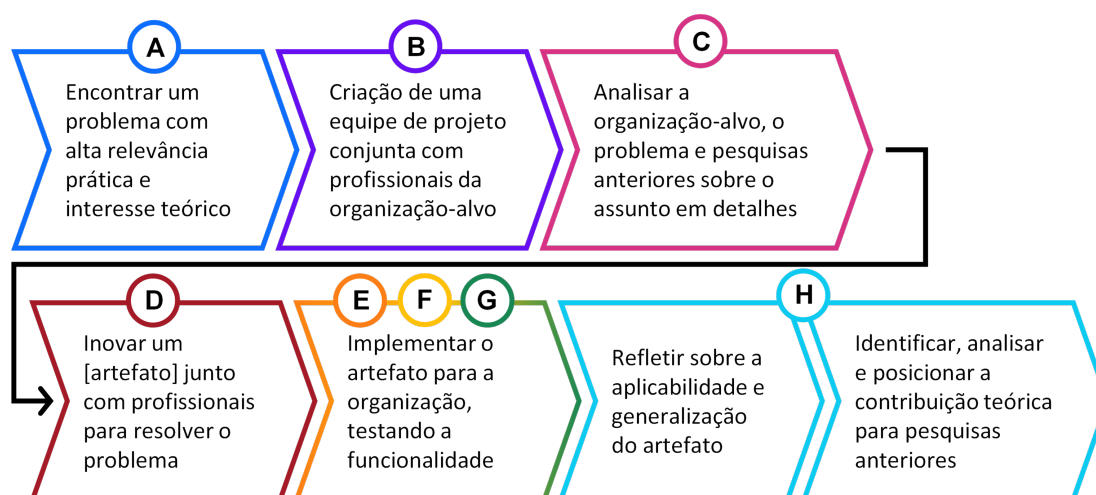 A
Encontrar um
problema com
alta relevância
prática e
interesse teórico
B
Criação de uma
equipe de projeto
conjunta com
profissionais da
organização-alvo
C
Analisar a
organização-alvo, o
problema e pesquisas
anteriores sobre o
assunto em detalhes
D
Inovar um
[artefato] junto
com profissionais
para resolver o
problema
E F G
Implementar o
artefato para a
organização,
testando a
funcionalidade
H
Refletir sobre a
aplicabilidade e
generalização
do artefato
Identificar, analisar
e posicionar a
contribuição teórica
para pesquisas
anteriores